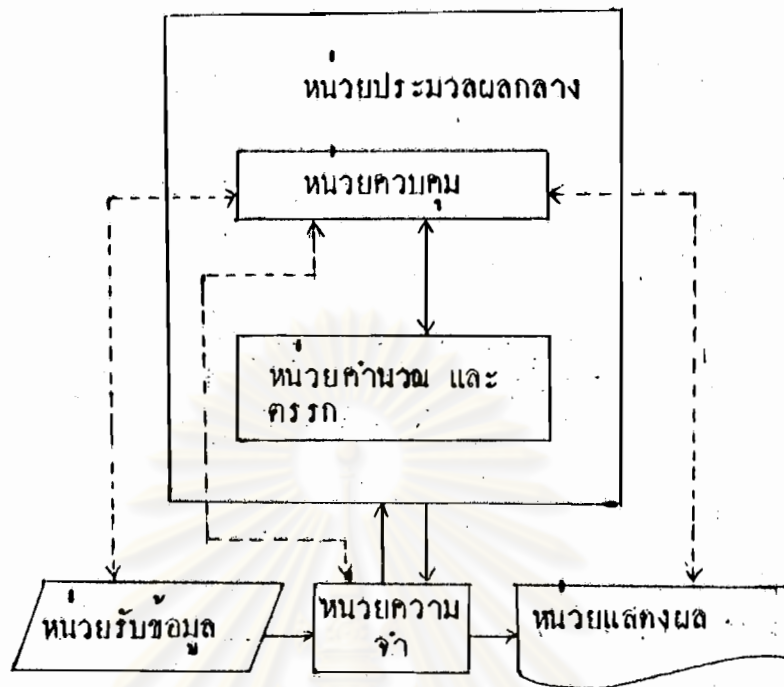 หน่วยประมวลผลกลาง
หน่วยควบคุม
หน่วยคำนวณ และ
ตรรก
หน่วยรับข้อมูล
หน่วยความ
จำ
หน่วยแสดงผล